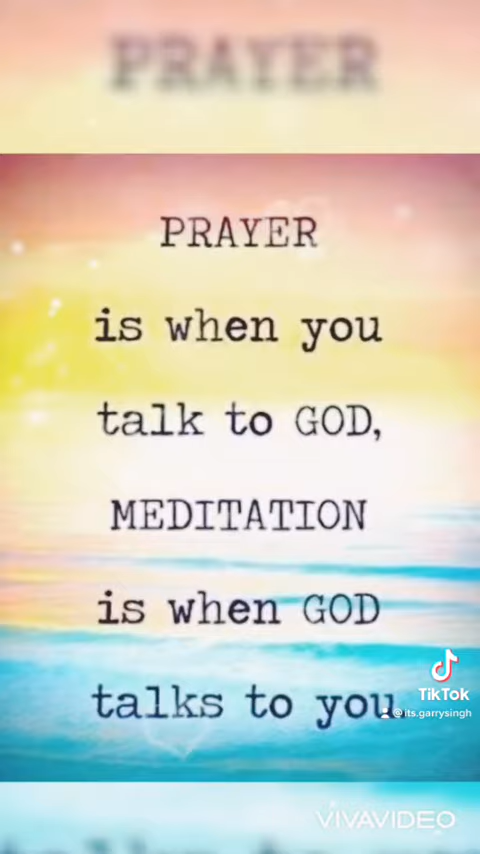 PRAYER
PRAYER
is when you
talk to GOD,
MEDITATION
is when GOD
talks to you.
TikTok
@its.garrysingh
VIVAVIDEO